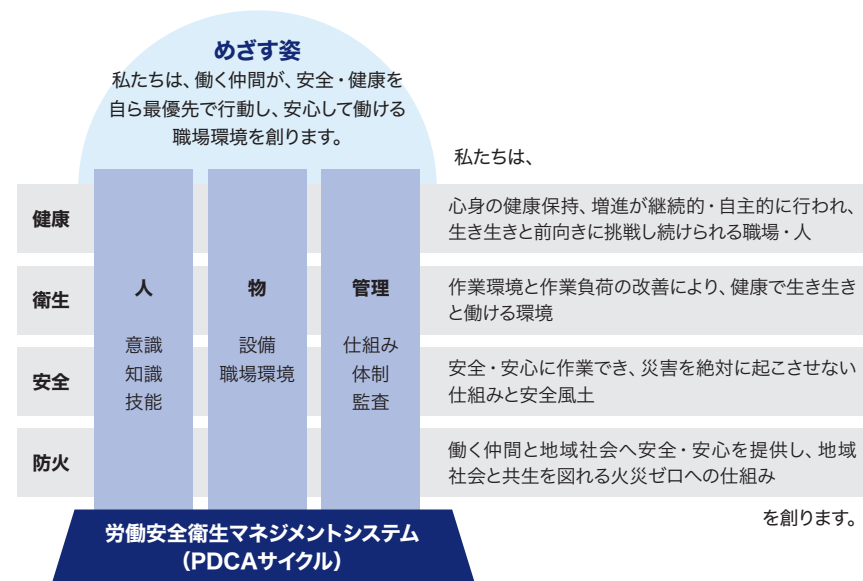 めざす姿
私たちは、働く仲間が、安全・健康を
自ら最優先で行動し、安心して働ける
職場環境を創ります。
人
意識
知識
技能
物
設備
職場環境
管理
仕組み
体制
監査
私たちは、
健康
心身の健康保持、増進が継続的・自主的に行われ、
生き生きと前向きに挑戦し続けられる職場・人
衛生
作業環境と作業負荷の改善により、健康で生き生き
と働ける環境
安全
安全・安心に作業でき、災害を絶対に起こさせない
仕組みと安全風土
防火
働く仲間と地域社会へ安全・安心を提供し、地域
社会と共生を図れる火災ゼロへの仕組み
を創ります。
労働安全衛生マネジメントシステム
（PDCAサイクル）